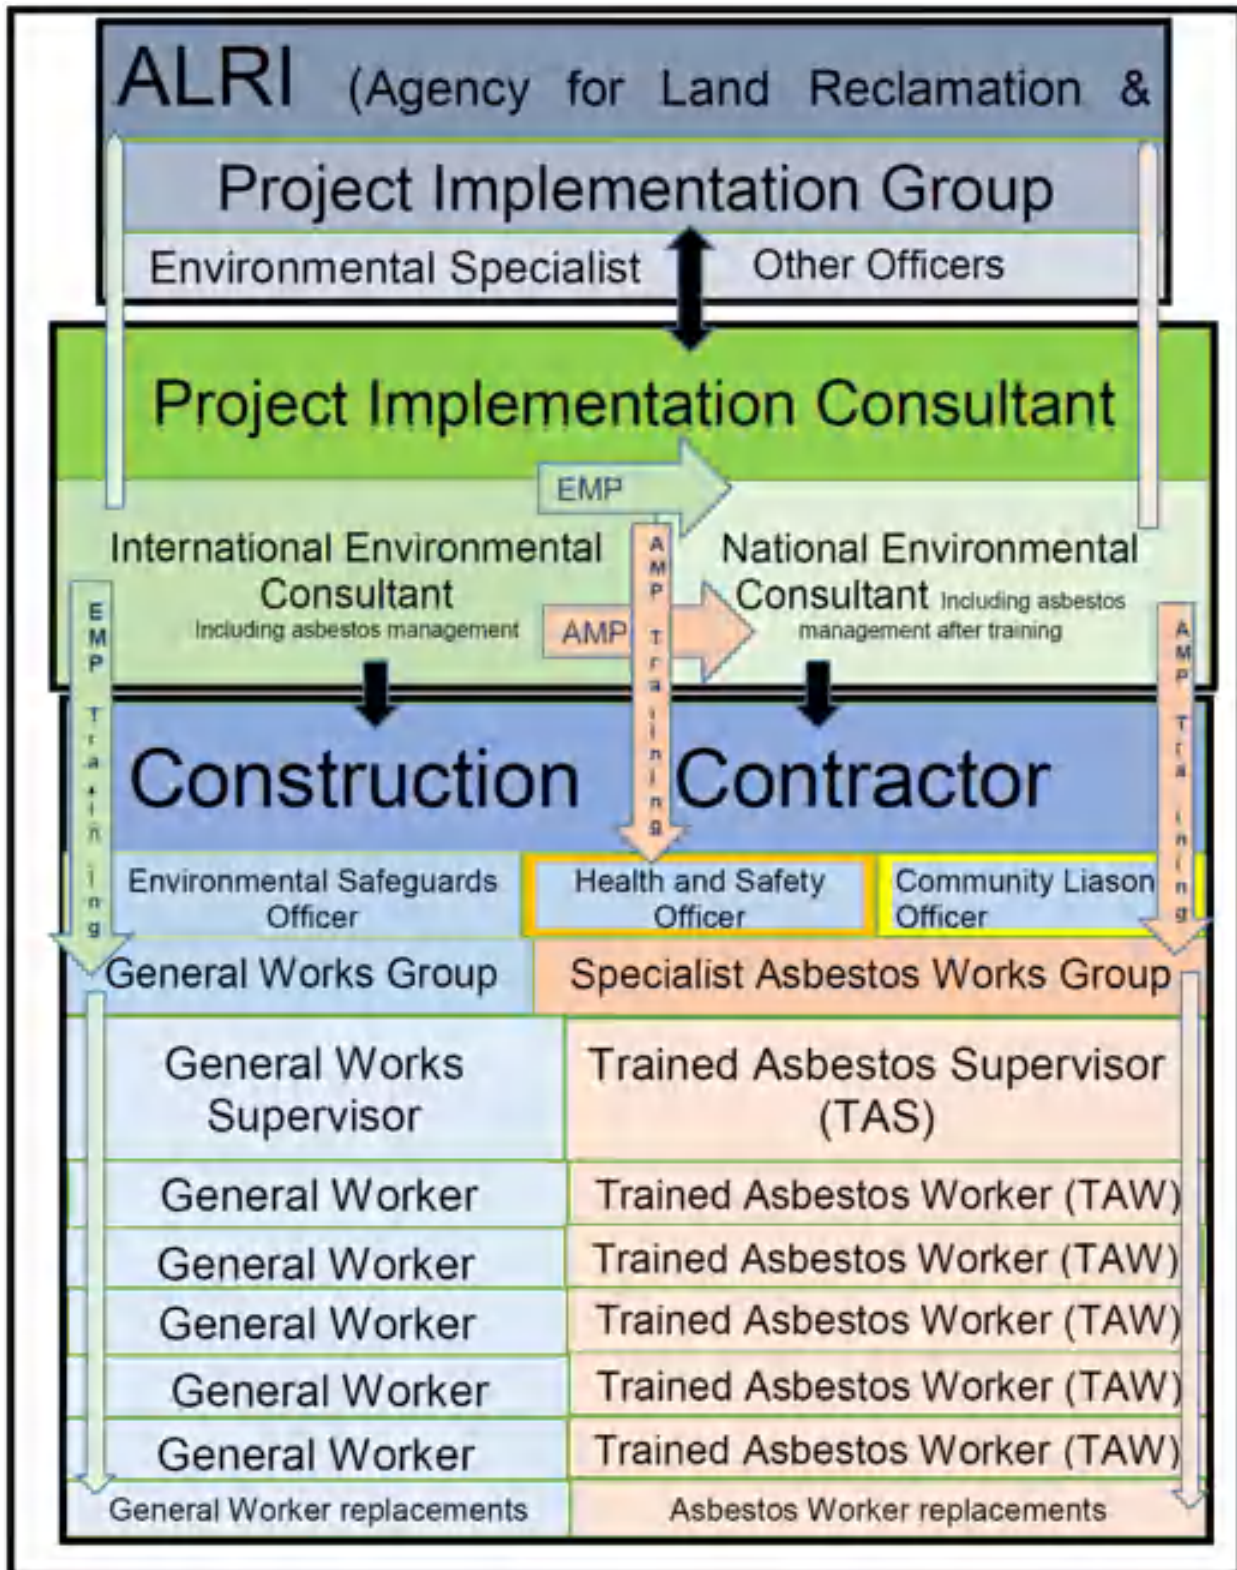 ALRI (Agency for Land Reclamation &
Project Implementation Group
Environmental Specialist
Other Officers
Project Implementation Consultant
EMP
International Environmental
Consultant
Including asbestos management
AMP
National Environmental
Consultant Including asbestos
management after training
EMP Training
AMP Training
AMP Training
Construction Contractor
Environmental Safeguards
Officer
Health and Safety
Officer
Community Liason
Officer
General Works Group
Specialist Asbestos Works Group
General Works
Supervisor
Trained Asbestos Supervisor
(TAS)
General Worker
Trained Asbestos Worker (TAW)
General Worker
Trained Asbestos Worker (TAW)
General Worker
Trained Asbestos Worker (TAW)
General Worker
Trained Asbestos Worker (TAW)
General Worker
Trained Asbestos Worker (TAW)
General Worker replacements
Asbestos Worker replacements